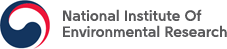 National Institute Of
Environmental Research